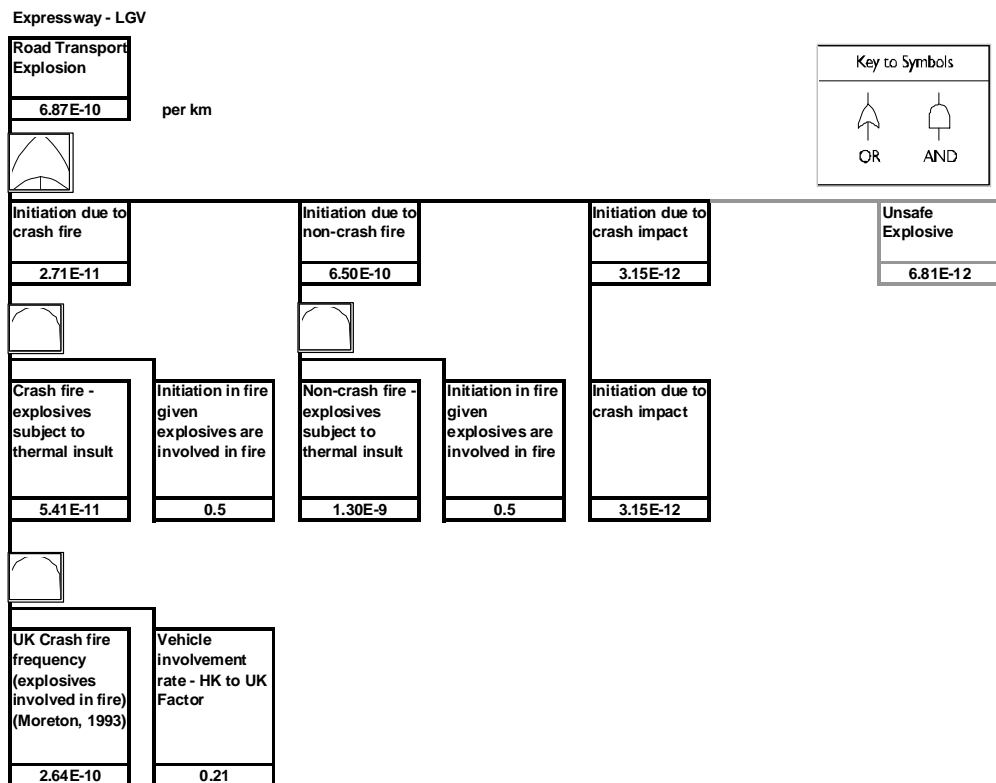 Expressway - LGV
Road Transport
Explosion
6.87E-10
per km
Key to Symbols
OR
AND
Initiation due to
crash fire
2.71E-11
Initiation due to
non-crash fire
6.50E-10
Initiation due to
crash impact
3.15E-12
Unsafe
Explosive
6.81E-12
Crash fire -
explosives
subject to
thermal insult
5.41E-11
Initiation in fire
given
explosives are
involved in fire
0.5
Non-crash fire -
explosives
subject to
thermal insult
1.30E-9
Initiation in fire
given
explosives are
involved in fire
0.5
Initiation due to
crash impact
3.15E-12
UK Crash fire
frequency
(explosives
involved in fire)
(Moreton, 1993)
2.64E-10
Vehicle
involvement
rate - HK to UK
Factor
0.21